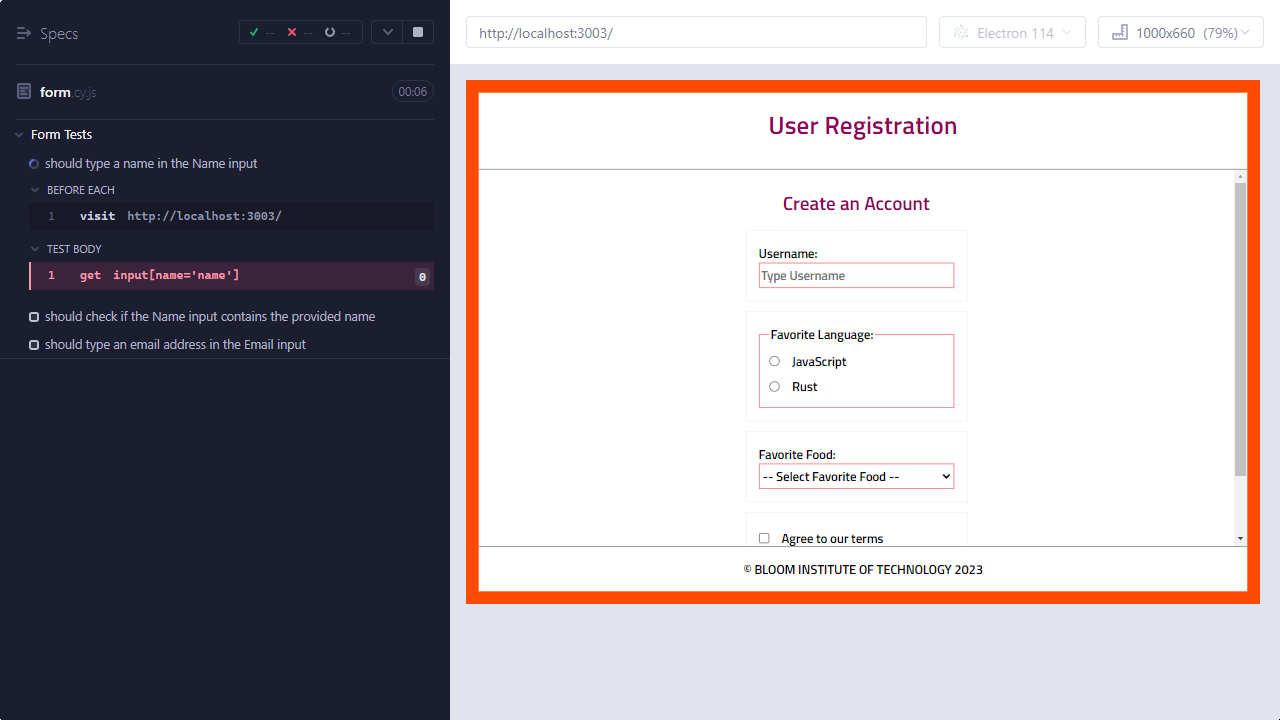 Specs
-- -- --
form.cy.js
00:06
Form Tests
should type a name in the Name input
BEFORE EACH
1 visit http://localhost:3003/
TEST BODY
1 get input[name='name'] 0
should check if the Name input contains the provided name
should type an email address in the Email input
http://localhost:3003/
Electron 114
1000x660 (79%)
User Registration
Create an Account
Username:
Type Username
Favorite Language:
JavaScript
Rust
Favorite Food:
-- Select Favorite Food --
Agree to our terms
© BLOOM INSTITUTE OF TECHNOLOGY 2023